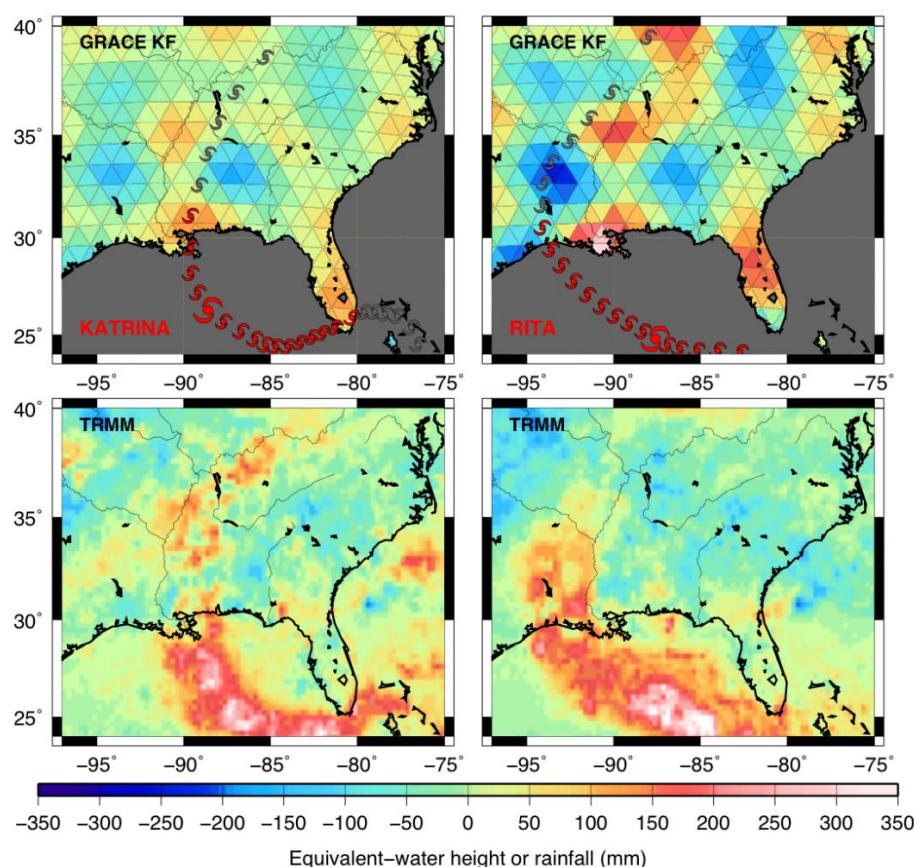 40°
GRACE KF
GRACE KF
35°
30°
25°
KATRINA
RITA
−95° −90° −85° −80° −75° −95° −90° −85° −80° −75°
40°
TRMM
TRMM
35°
30°
25°
−95° −90° −85° −80° −75° −95° −90° −85° −80° −75°
−350 −300 −250 −200 −150 −100 −50 0 50 100 150 200 250 300 350
Equivalent−water height or rainfall (mm)